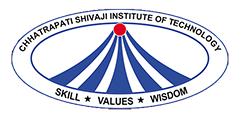 CHHATRAPATI SHIVAJI INSTITUTE OF TECHNOLOGY
SKILL ★ VALUES ★ WISDOM